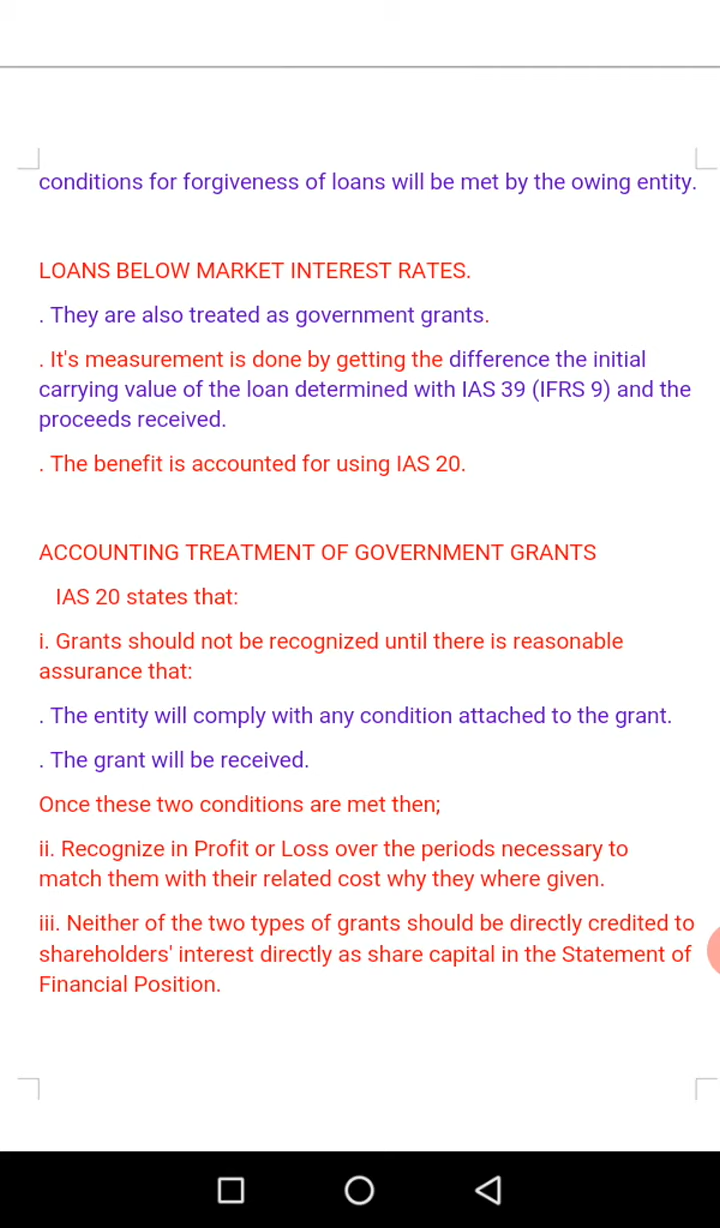 conditions for forgiveness of loans will be met by the owing entity.
LOANS BELOW MARKET INTEREST RATES.
. They are also treated as government grants.
. It's measurement is done by getting the difference the initial
carrying value of the loan determined with IAS 39 (IFRS 9) and the
proceeds received.
. The benefit is accounted for using IAS 20.
ACCOUNTING TREATMENT OF GOVERNMENT GRANTS
IAS 20 states that:
i. Grants should not be recognized until there is reasonable
assurance that:
. The entity will comply with any condition attached to the grant.
. The grant will be received.
Once these two conditions are met then;
ii. Recognize in Profit or Loss over the periods necessary to
match them with their related cost why they where given.
iii. Neither of the two types of grants should be directly credited to
shareholders' interest directly as share capital in the Statement of
Financial Position.